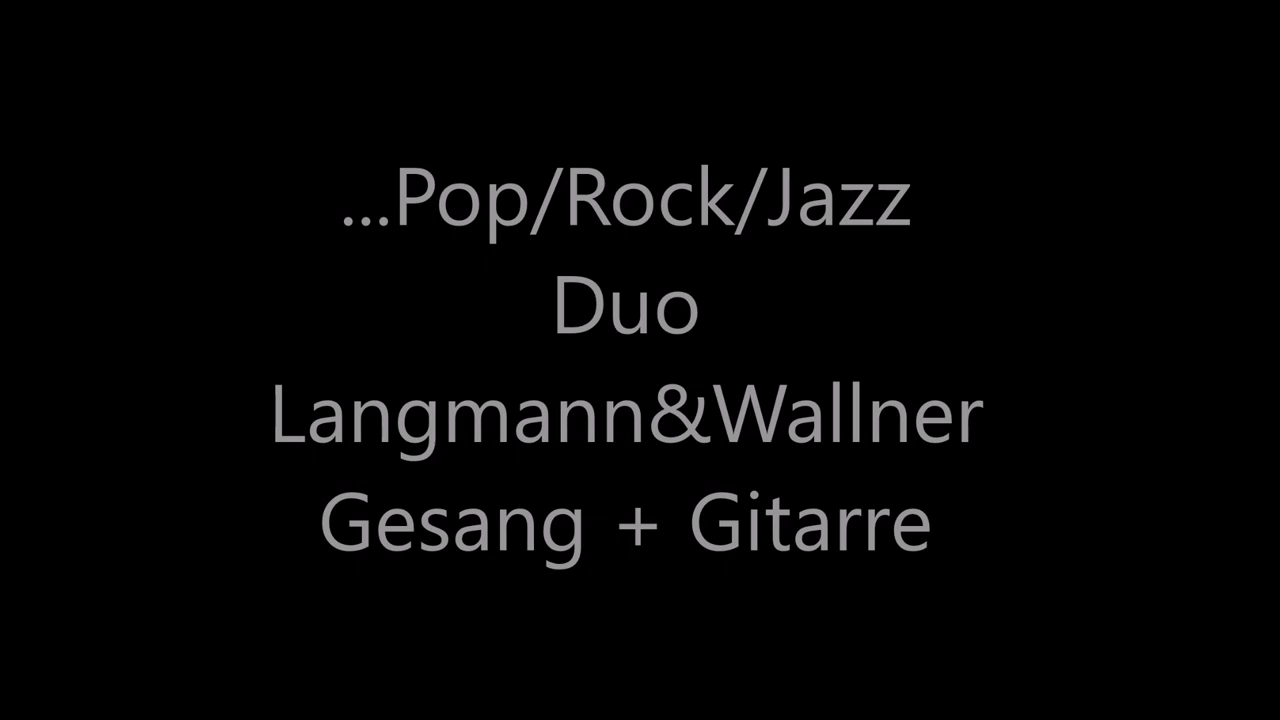 ...Pop/Rock/Jazz
Duo
Langmann&Wallner
Gesang + Gitarre